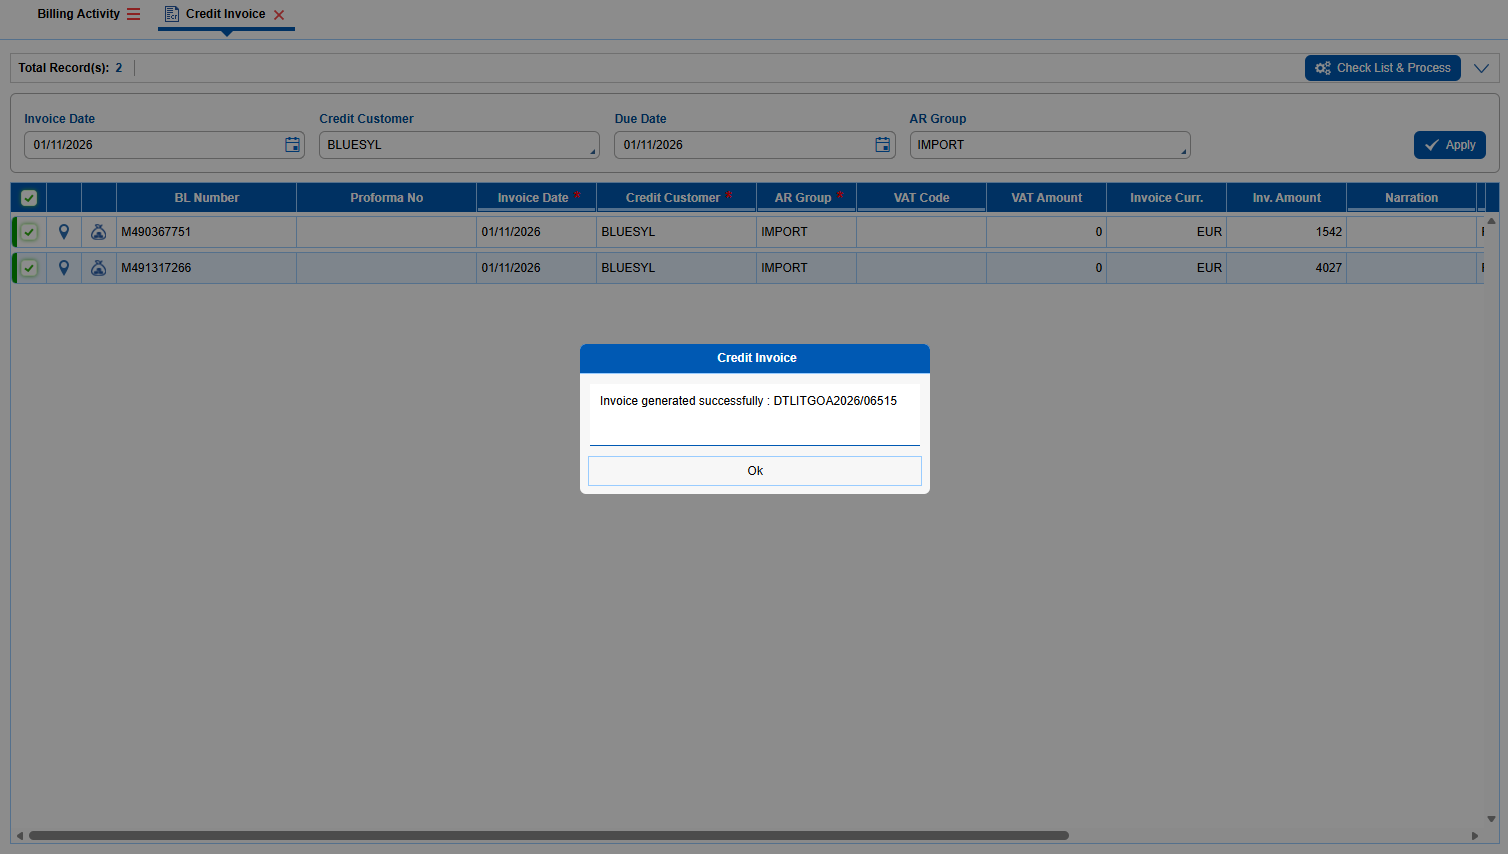 Billing Activity
Credit Invoice
Total Record(s): 2
Check List & Process
Invoice Date
Credit Customer
Due Date
AR Group
01/11/2026
BLUESYL
01/11/2026
IMPORT
Apply
BL Number
Proforma No
Invoice Date *
Credit Customer *
AR Group *
VAT Code
VAT Amount
Invoice Curr.
Inv. Amount
Narration
M490367751 01/11/2026 BLUESYL IMPORT 0 EUR 1542
M491317266 01/11/2026 BLUESYL IMPORT 0 EUR 4027
Credit Invoice
Invoice generated successfully : DTLITGOA2026/06515
Ok